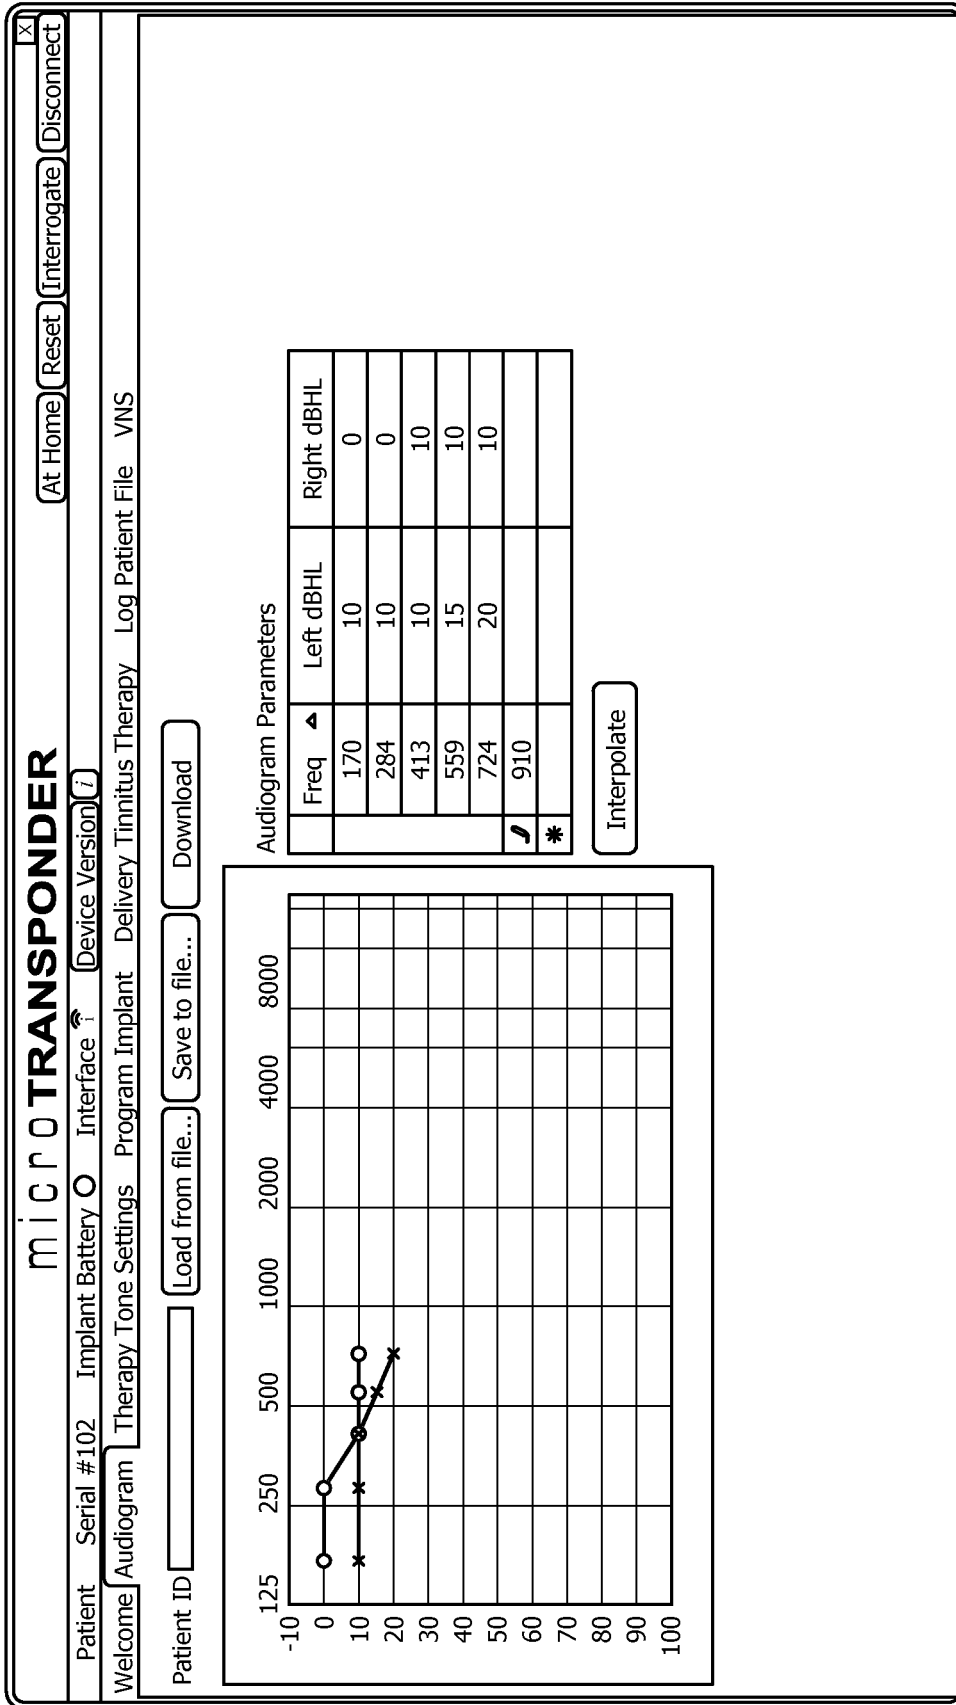 X
microTRANSPONDER
At Home Reset Interrogate Disconnect
Patient Serial #102 Implant Battery Interface i Device Version i
Welcome Audiogram Therapy Tone Settings Program Implant Delivery Tinnitus Therapy Log Patient File VNS
Patient ID Load from file... Save to file... Download
Audiogram Parameters
125 250 500 1000 2000 4000 8000
-10
0
10
20
30
40
50
60
70
80
90
100
Freq Left dBHL Right dBHL
170 10 0
284 10 0
413 10 10
559 15 10
724 20 10
910
*
Interpolate